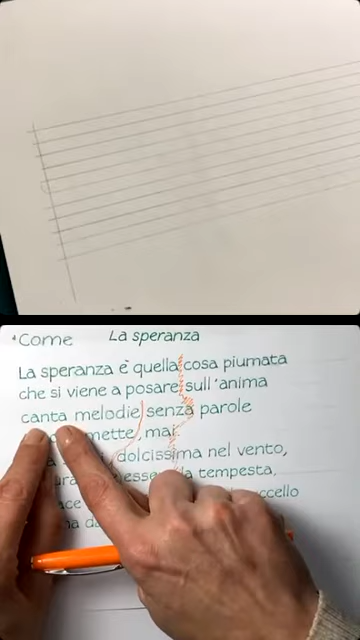 Come La speranza
La speranza è quella cosa piumata
che si viene a posare sull'anima
canta melodie senza parole
mette, mai
dolcissima nel vento,
la tempesta,